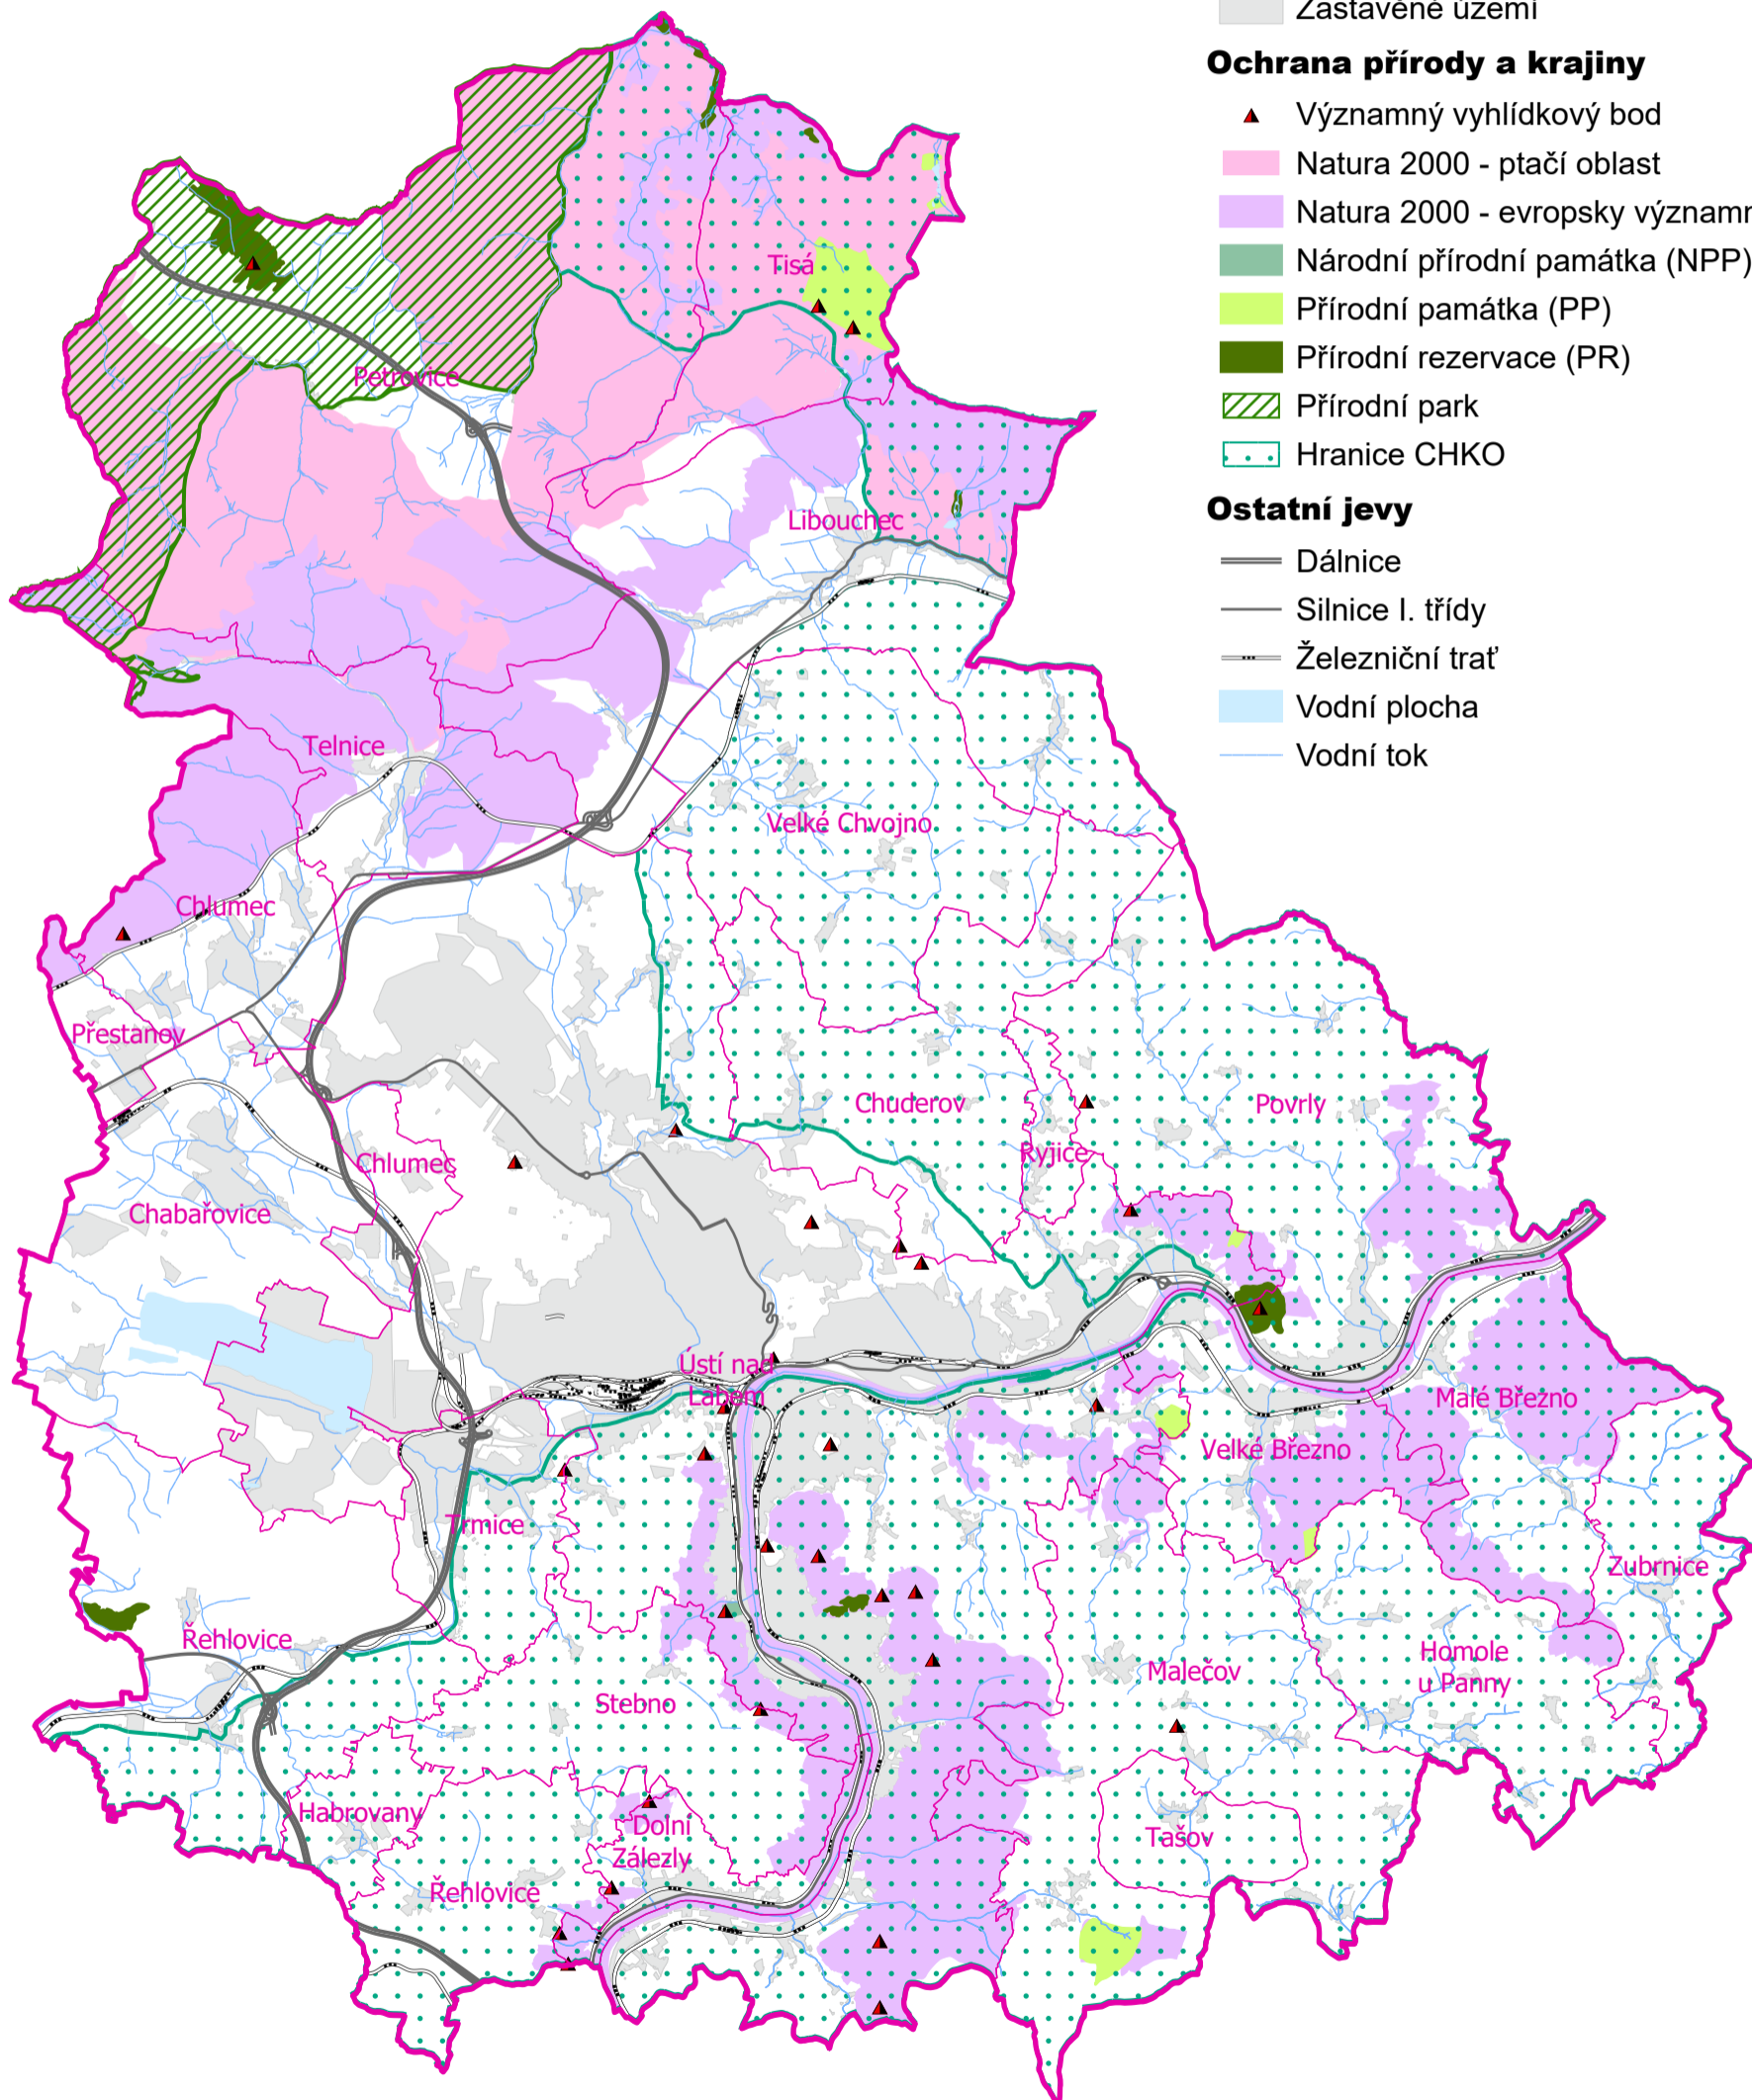 Zastavěné území
Ochrana přírody a krajiny
Významný vyhlídkový bod
Natura 2000 - ptačí oblast
Natura 2000 - evropsky význam
Národní přírodní památka (NPP)
Přírodní památka (PP)
Přírodní rezervace (PR)
Přírodní park
Hranice CHKO
Ostatní jevy
Dálnice
Silnice I. třídy
Železniční trať
Vodní plocha
Vodní tok
Tisá
Petrovice
Libouchec
Telnice
Velké Chvojno
Chlumec
Přestanov
Chuderov
Povrly
Ryjice
Chlumec
Chabařovice
Ústí nad
Labem
Malé Březno
Velké Březno
Trmice
Zubrnice
Řehlovice
Homole
u Panny
Malečov
Stebno
Habrovany
Dolní
Zálezly
Tašov
Řehlovice